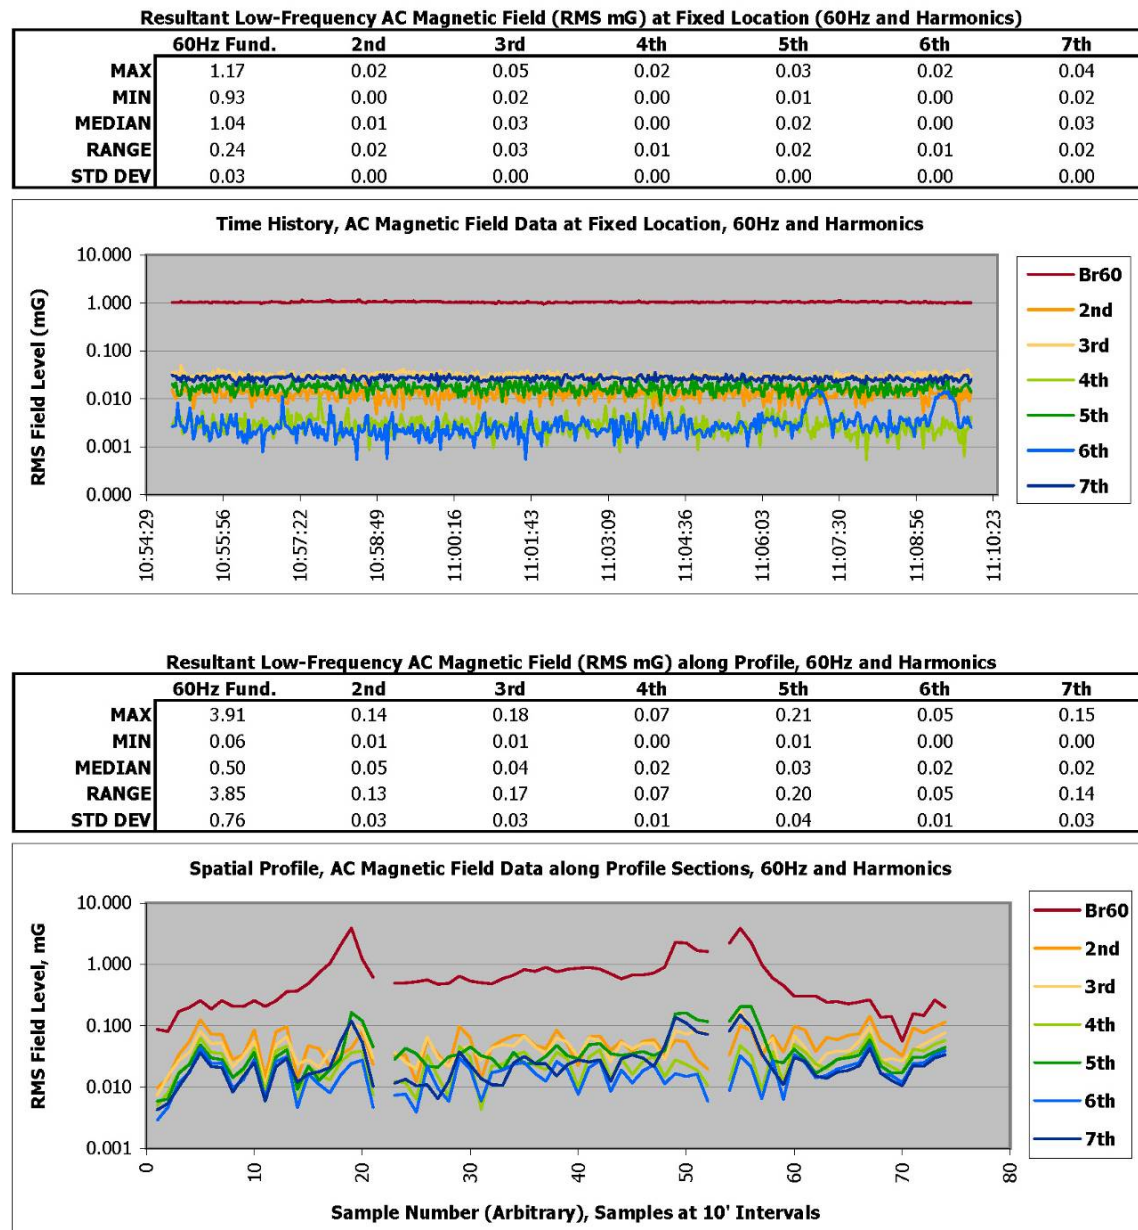 Resultant Low-Frequency AC Magnetic Field (RMS mG) at Fixed Location (60Hz and Harmonics)
60Hz Fund. 2nd 3rd 4th 5th 6th 7th
MAX 1.17 0.02 0.05 0.02 0.03 0.02 0.04
MIN 0.93 0.00 0.02 0.00 0.01 0.00 0.02
MEDIAN 1.04 0.01 0.03 0.00 0.02 0.00 0.03
RANGE 0.24 0.02 0.03 0.01 0.02 0.01 0.02
STD DEV 0.03 0.00 0.00 0.00 0.00 0.00 0.00
Time History, AC Magnetic Field Data at Fixed Location, 60Hz and Harmonics
RMS Field Level (mG)
10.000
1.000
0.100
0.010
0.001
0.000
10:54:29
10:55:56
10:57:22
10:58:49
11:00:16
11:01:43
11:03:09
11:04:36
11:06:03
11:07:30
11:08:56
11:10:23
Br60
2nd
3rd
4th
5th
6th
7th
Resultant Low-Frequency AC Magnetic Field (RMS mG) along Profile, 60Hz and Harmonics
60Hz Fund. 2nd 3rd 4th 5th 6th 7th
MAX 3.91 0.14 0.18 0.07 0.21 0.05 0.15
MIN 0.06 0.01 0.01 0.00 0.01 0.00 0.00
MEDIAN 0.50 0.05 0.04 0.02 0.03 0.02 0.02
RANGE 3.85 0.13 0.17 0.07 0.20 0.05 0.14
STD DEV 0.76 0.03 0.03 0.01 0.04 0.01 0.03
Spatial Profile, AC Magnetic Field Data along Profile Sections, 60Hz and Harmonics
RMS Field Level, mG
10.000
1.000
0.100
0.010
0.001
0
10
20
30
40
50
60
70
80
Sample Number (Arbitrary), Samples at 10' Intervals
Br60
2nd
3rd
4th
5th
6th
7th